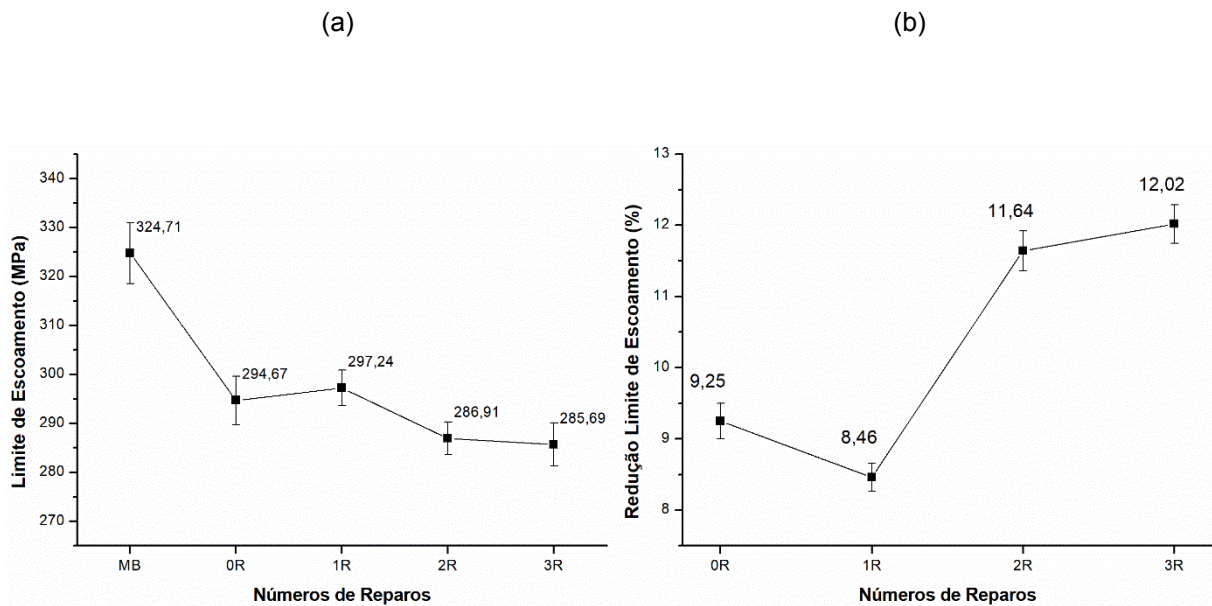 (a)
(b)
Limite de Escoamento (MPa)
340
330
320
310
300
290
280
270
324,71
294,67
297,24
286,91
285,69
MB
0R
1R
2R
3R
Números de Reparos
Redução Limite de Escoamento (%)
13
12
11
10
9
8
9,25
8,46
11,64
12,02
0R
1R
2R
3R
Números de Reparos